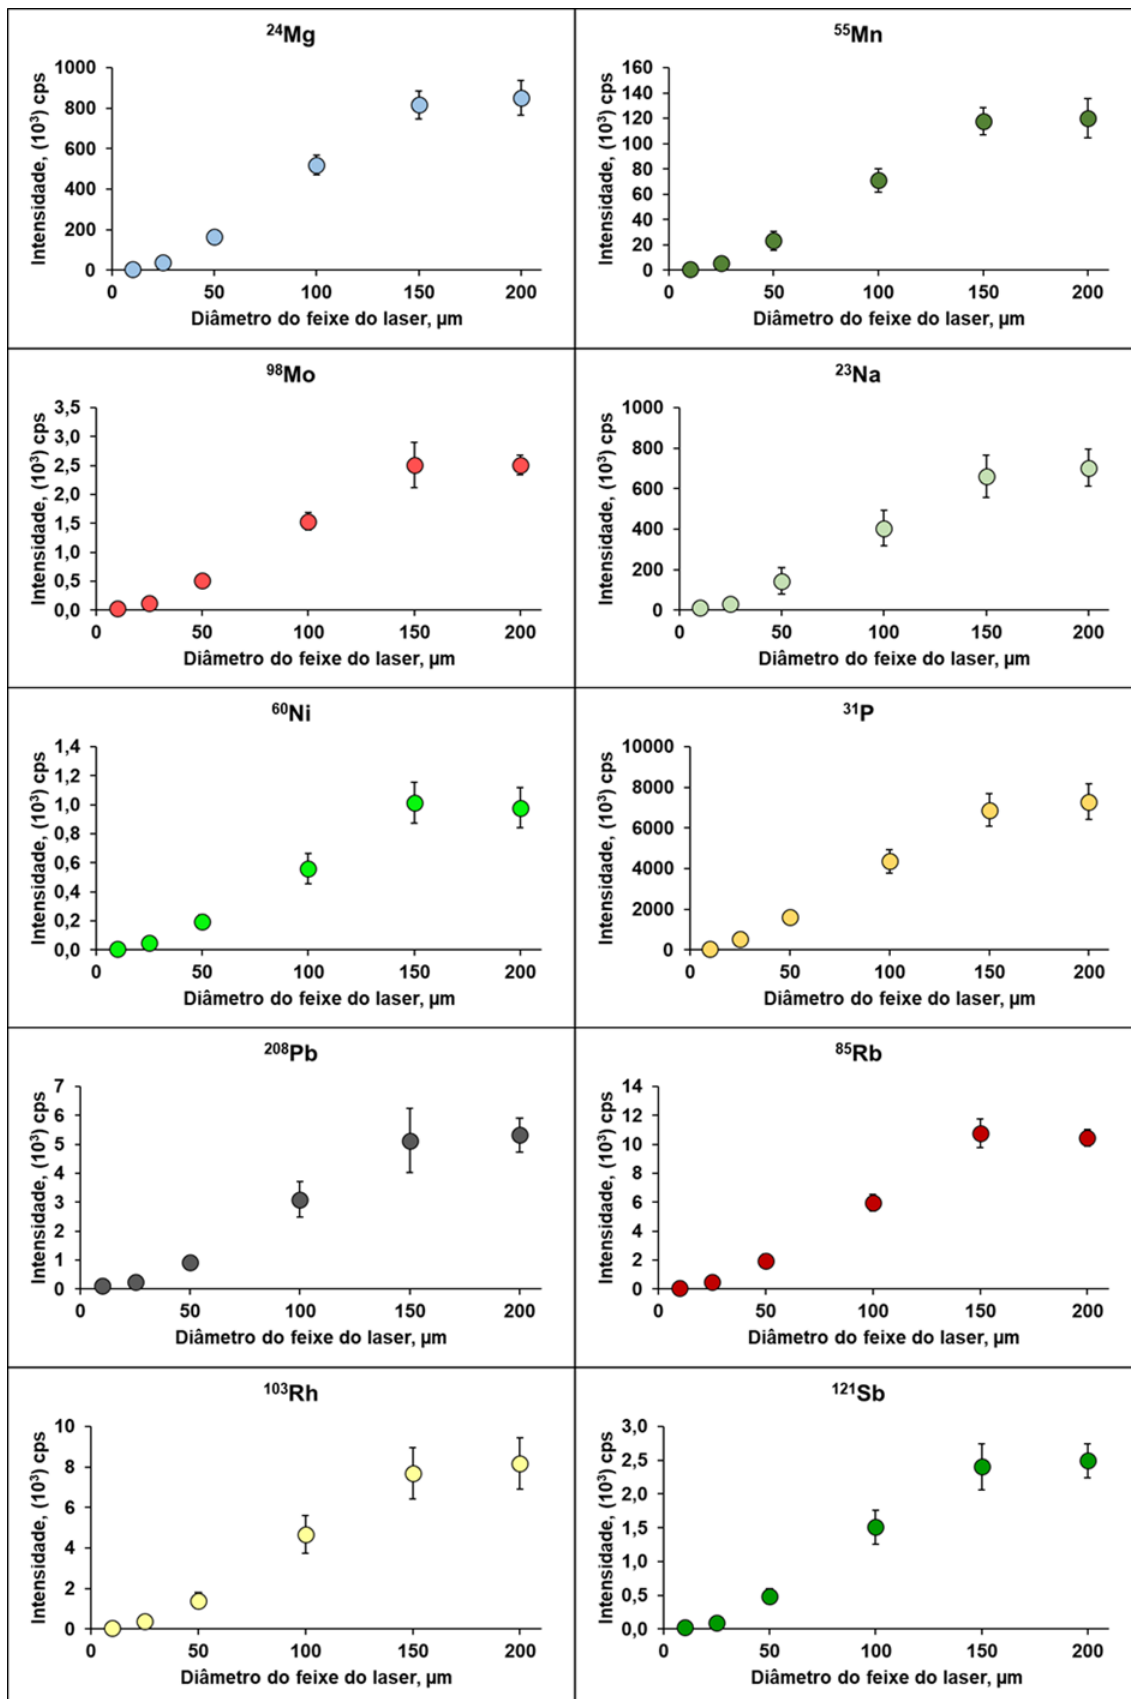 ²⁴Mg
Intensidade, (10³) cps
1000
800
600
400
200
0
0 50 100 150 200
Diâmetro do feixe do laser, µm
⁵⁵Mn
Intensidade, (10³) cps
160
140
120
100
80
60
40
20
0
0 50 100 150 200
Diâmetro do feixe do laser, µm
⁹⁸Mo
Intensidade, (10³) cps
3,5
3,0
2,5
2,0
1,5
1,0
0,5
0,0
0 50 100 150 200
Diâmetro do feixe do laser, µm
²³Na
Intensidade, (10³) cps
1000
800
600
400
200
0
0 50 100 150 200
Diâmetro do feixe do laser, µm
⁶⁰Ni
Intensidade, (10³) cps
1,4
1,2
1,0
0,8
0,6
0,4
0,2
0,0
0 50 100 150 200
Diâmetro do feixe do laser, µm
³¹P
Intensidade, (10³) cps
10000
8000
6000
4000
2000
0
0 50 100 150 200
Diâmetro do feixe do laser, µm
²⁰⁸Pb
Intensidade, (10³) cps
7
6
5
4
3
2
1
0
0 50 100 150 200
Diâmetro do feixe do laser, µm
⁸⁵Rb
Intensidade, (10³) cps
14
12
10
8
6
4
2
0
0 50 100 150 200
Diâmetro do feixe do laser, µm
¹⁰³Rh
Intensidade, (10³) cps
10
8
6
4
2
0
0 50 100 150 200
Diâmetro do feixe do laser, µm
¹²¹Sb
Intensidade, (10³) cps
3,0
2,5
2,0
1,5
1,0
0,5
0,0
0 50 100 150 200
Diâmetro do feixe do laser, µm